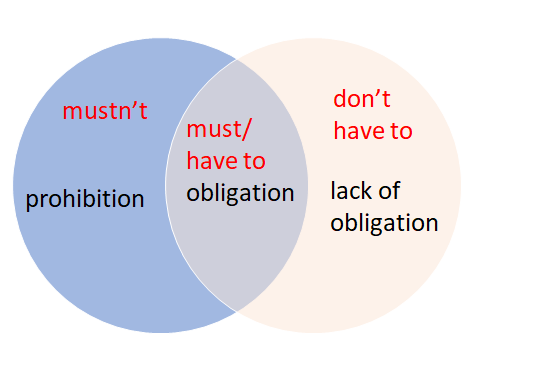 mustn’t
prohibition
must/
have to
obligation
don’t
have to
lack of
obligation